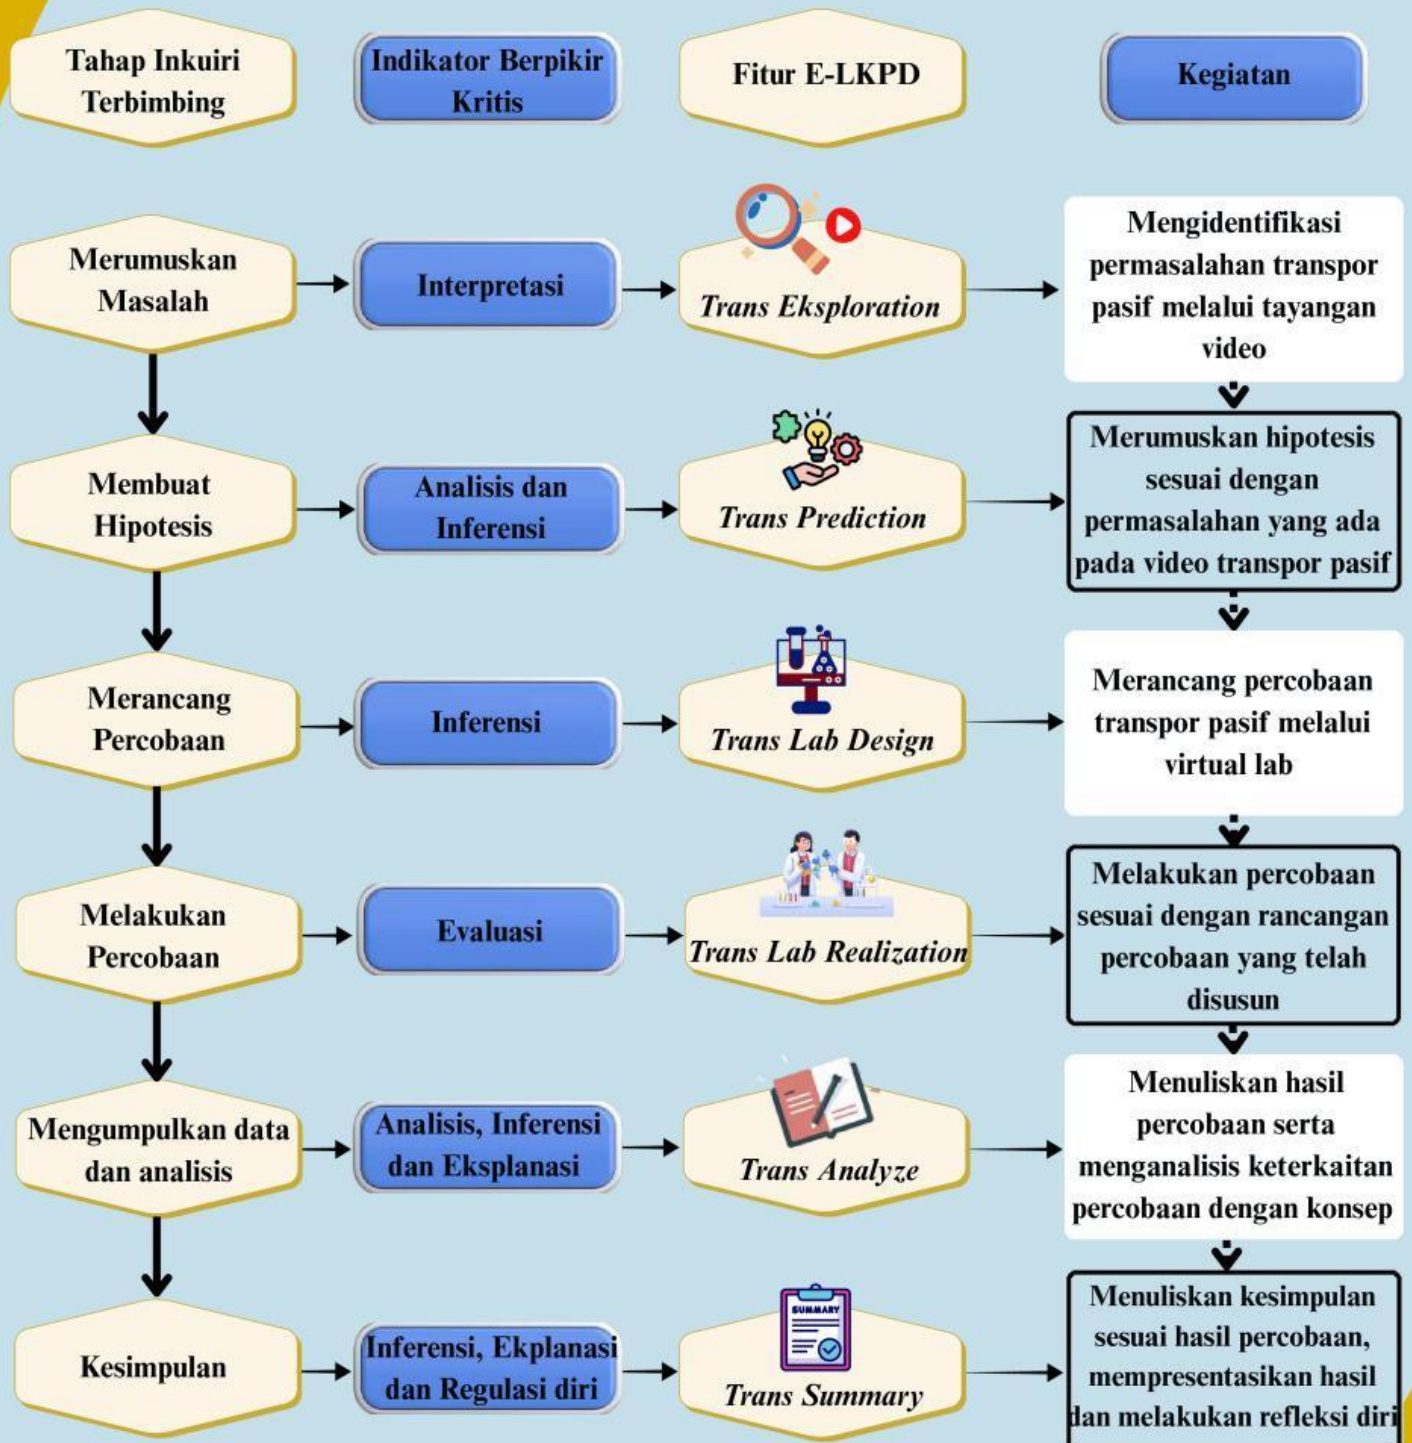 Tahap Inkuiri
Terbimbing
Indikator Berpikir
Kritis
Fitur E-LKPD
Kegiatan
Merumuskan
Masalah
Interpretasi
Trans Eksploration
Mengidentifikasi
permasalahan transpor
pasif melalui tayangan
video
Membuat
Hipotesis
Analisis dan
Inferensi
Trans Prediction
Merumuskan hipotesis
sesuai dengan
permasalahan yang ada
pada video transpor pasif
Merancang
Percobaan
Inferensi
Trans Lab Design
Merancang percobaan
transpor pasif melalui
virtual lab
Melakukan
Percobaan
Evaluasi
Trans Lab Realization
Melakukan percobaan
sesuai dengan rancangan
percobaan yang telah
disusun
Mengumpulkan data
dan analisis
Analisis, Inferensi
dan Eksplanasi
Trans Analyze
Menuliskan hasil
percobaan serta
menganalisis keterkaitan
percobaan dengan konsep
Kesimpulan
Inferensi, Ekplanasi
dan Regulasi diri
SUMMARY
Trans Summary
Menuliskan kesimpulan
sesuai hasil percobaan,
mempresentasikan hasil
dan melakukan refleksi diri